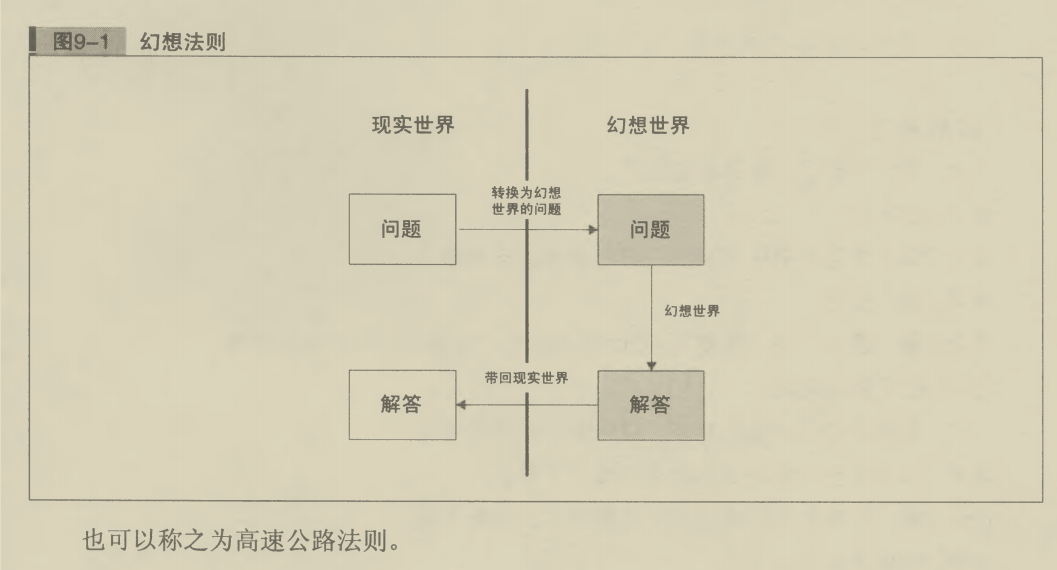 图9-1 幻想法则
现实世界 幻想世界
转换为幻想
世界的问题
问题 问题
幻想世界
带回现实世界
解答 解答
也可以称之为高速公路法则。